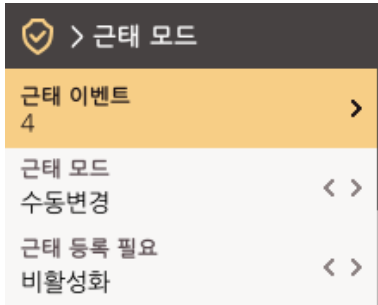 > 근태 모드
근태 이벤트
4
근태 모드
수동변경
근태 등록 필요
비활성화